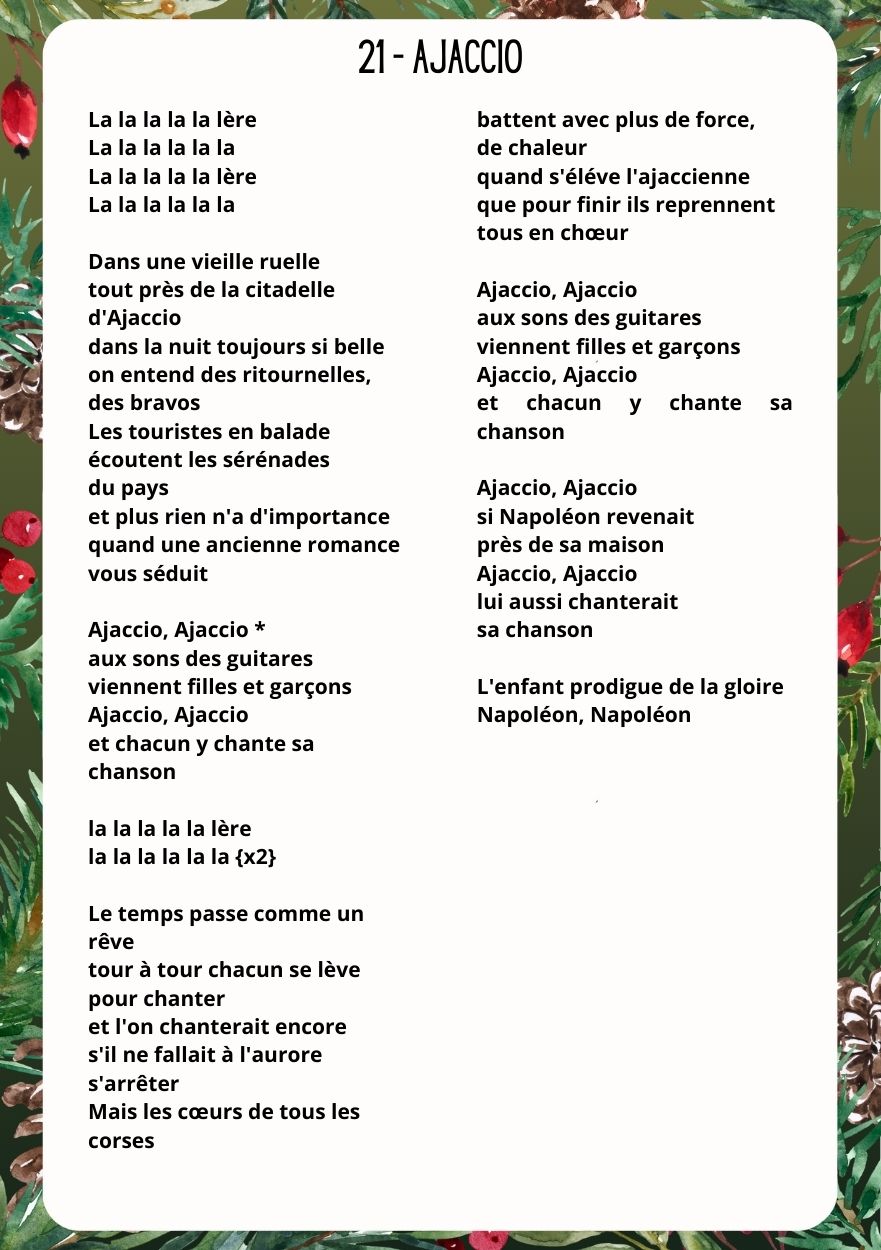 21 - AJACCIO
La la la la la lère
La la la la la la
La la la la la lère
La la la la la la
Dans une vieille ruelle
tout près de la citadelle
d'Ajaccio
dans la nuit toujours si belle
on entend des ritournelles,
des bravos
Les touristes en balade
écoutent les sérénades
du pays
et plus rien n'a d'importance
quand une ancienne romance
vous séduit
Ajaccio, Ajaccio *
aux sons des guitares
viennent filles et garçons
Ajaccio, Ajaccio
et chacun y chante sa
chanson
la la la la la lère
la la la la la la {x2}
Le temps passe comme un
rêve
tour à tour chacun se lève
pour chanter
et l'on chanterait encore
s'il ne fallait à l'aurore
s'arrêter
Mais les cœurs de tous les
corses
battent avec plus de force,
de chaleur
quand s'éléve l'ajaccienne
que pour finir ils reprennent
tous en chœur
Ajaccio, Ajaccio
aux sons des guitares
viennent filles et garçons
Ajaccio, Ajaccio
et chacun y chante sa
chanson
Ajaccio, Ajaccio
si Napoléon revenait
près de sa maison
Ajaccio, Ajaccio
lui aussi chanterait
sa chanson
L'enfant prodigue de la gloire
Napoléon, Napoléon